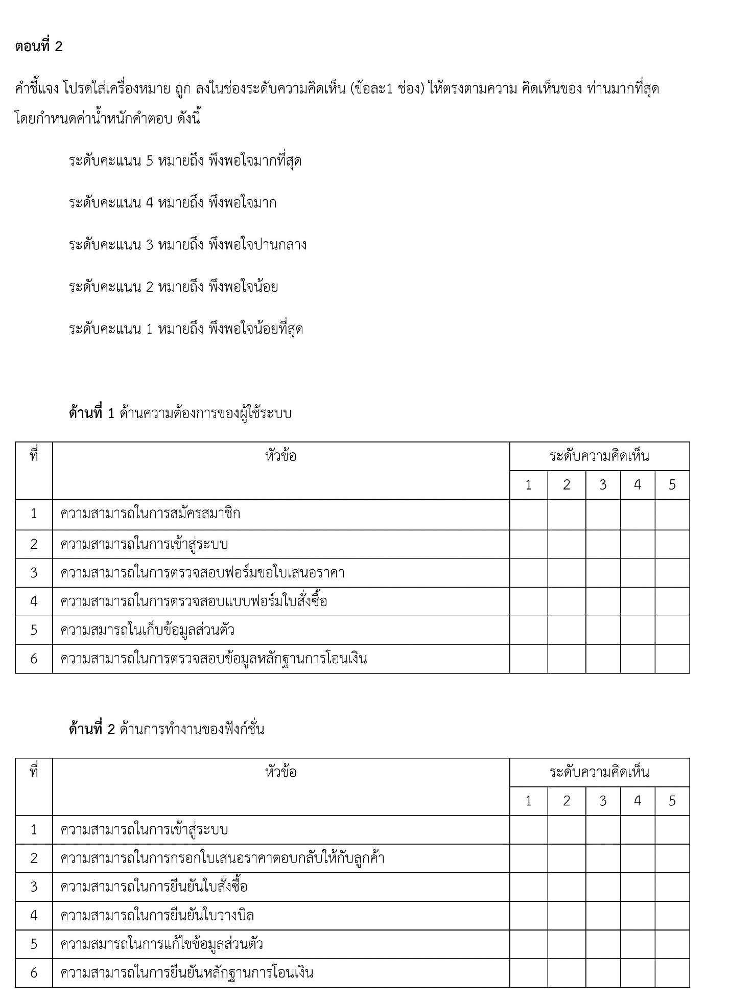 ตอนที่ 2
คำชี้แจง โปรดใส่เครื่องหมาย ถูก ลงในช่องระดับความคิดเห็น (ข้อละ1 ช่อง) ให้ตรงตามความ คิดเห็นของ ท่านมากที่สุด
โดยกำหนดค่าน้ำหนักคำตอบ ดังนี้
ระดับคะแนน 5 หมายถึง พึงพอใจมากที่สุด
ระดับคะแนน 4 หมายถึง พึงพอใจมาก
ระดับคะแนน 3 หมายถึง พึงพอใจปานกลาง
ระดับคะแนน 2 หมายถึง พึงพอใจน้อย
ระดับคะแนน 1 หมายถึง พึงพอใจน้อยที่สุด
ด้านที่ 1 ด้านความต้องการของผู้ใช้ระบบ
ที่ หัวข้อ ระดับความคิดเห็น
1 2 3 4 5
1 ความสามารถในการสมัครสมาชิก
2 ความสามารถในการเข้าสู่ระบบ
3 ความสามารถในการตรวจสอบฟอร์มขอใบเสนอราคา
4 ความสามารถในการตรวจสอบแบบฟอร์มใบสั่งซื้อ
5 ความสมารถในเก็บข้อมูลส่วนตัว
6 ความสามารถในการตรวจสอบข้อมูลหลักฐานการโอนเงิน
ด้านที่ 2 ด้านการทำงานของฟังก์ชั่น
ที่ หัวข้อ ระดับความคิดเห็น
1 2 3 4 5
1 ความสามารถในการเข้าสู่ระบบ
2 ความสามารถในการกรอกใบเสนอราคาตอบกลับให้กับลูกค้า
3 ความสามารถในการยืนยันใบสั่งซื้อ
4 ความสามารถในการยืนยันใบวางบิล
5 ความสมารถในการแก้ไขข้อมูลส่วนตัว
6 ความสามารถในการยืนยันหลักฐานการโอนเงิน